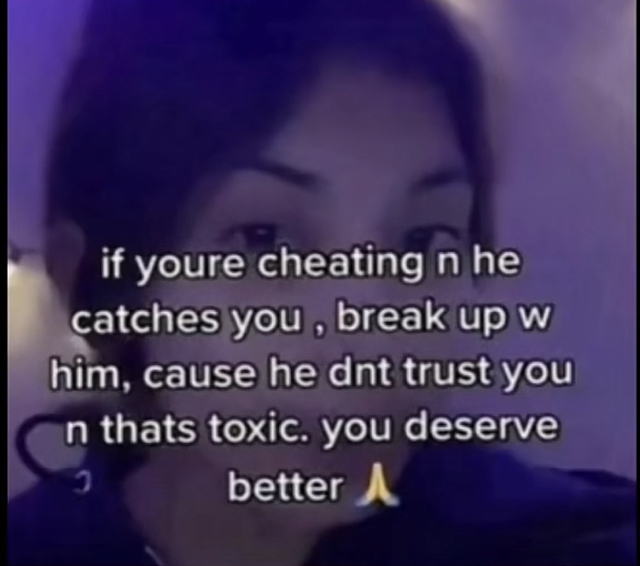 if youre cheating n he
catches you , break up w
him, cause he dnt trust you
n thats toxic. you deserve
better 🙏